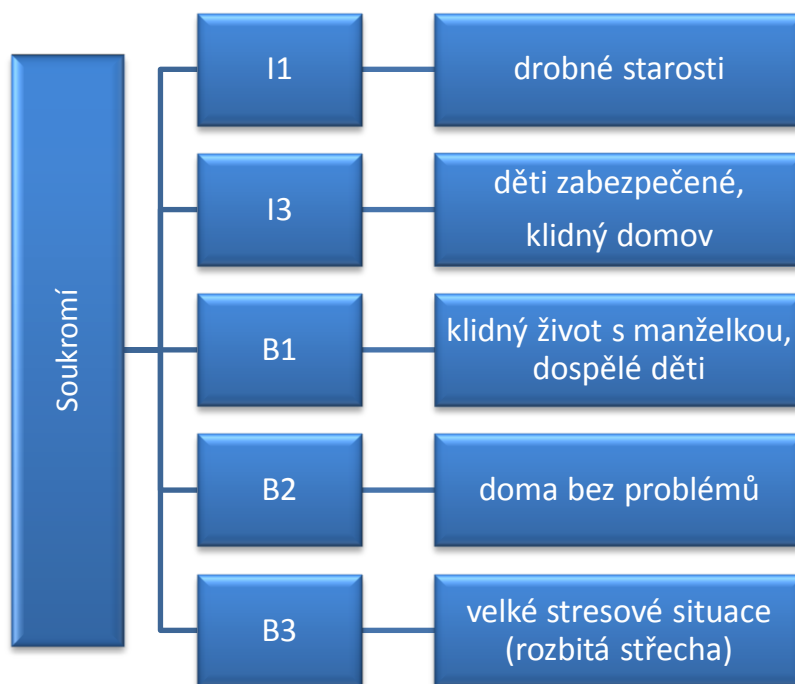 Soukromí
I1
drobné starosti
I3
děti zabezpečené,
klidný domov
B1
klidný život s manželkou,
dospělé děti
B2
doma bez problémů
B3
velké stresové situace
(rozbitá střecha)